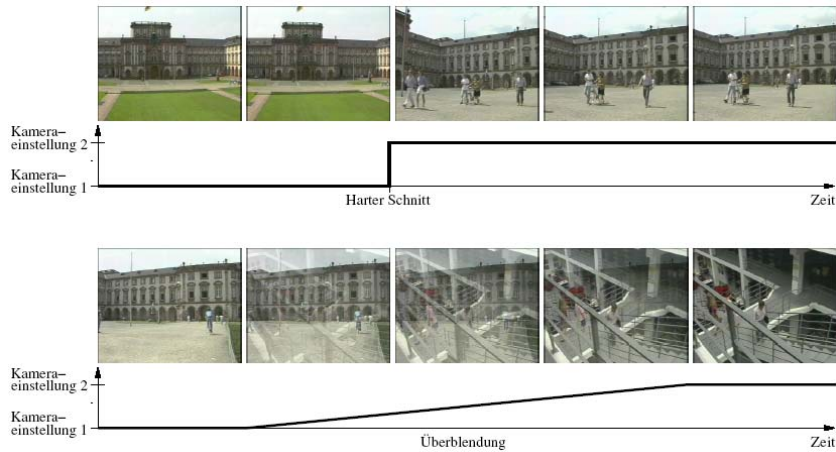 Kamera–
einstellung 2
Kamera–
einstellung 1
Harter Schnitt
Zeit
Kamera–
einstellung 2
Kamera–
einstellung 1
Überblendung
Zeit